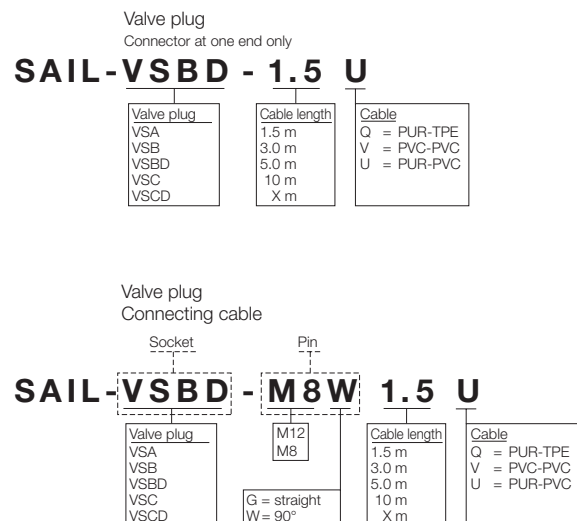 Valve plug
Connector at one end only
SAIL-VSBD - 1.5 U
Valve plug
VSA
VSB
VSBD
VSC
VSCD
Cable length
1.5 m
3.0 m
5.0 m
10 m
X m
Cable
Q = PUR-TPE
V = PVC-PVC
U = PUR-PVC
Valve plug
Connecting cable
Socket
Pin
SAIL-VSBD - M8W 1.5 U
Valve plug
VSA
VSB
VSBD
VSC
VSCD
M12
M8
G = straight
W = 90°
Cable length
1.5 m
3.0 m
5.0 m
10 m
X m
Cable
Q = PUR-TPE
V = PVC-PVC
U = PUR-PVC